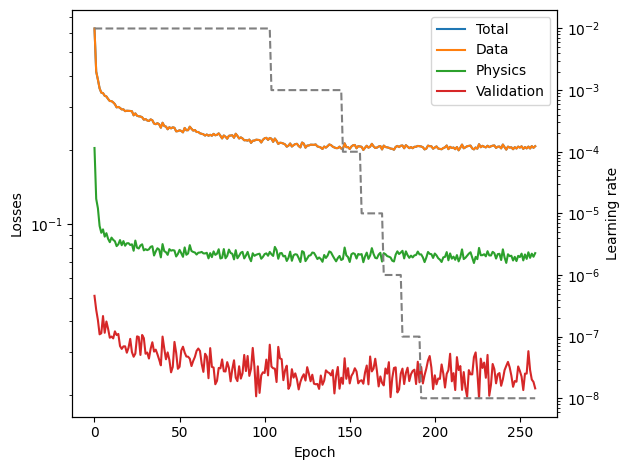 Total
Data
Physics
Validation
Losses
10⁻¹
0
50
100
150
200
250
Epoch
10⁻²
10⁻³
10⁻⁴
10⁻⁵
10⁻⁶
10⁻⁷
10⁻⁸
Learning rate